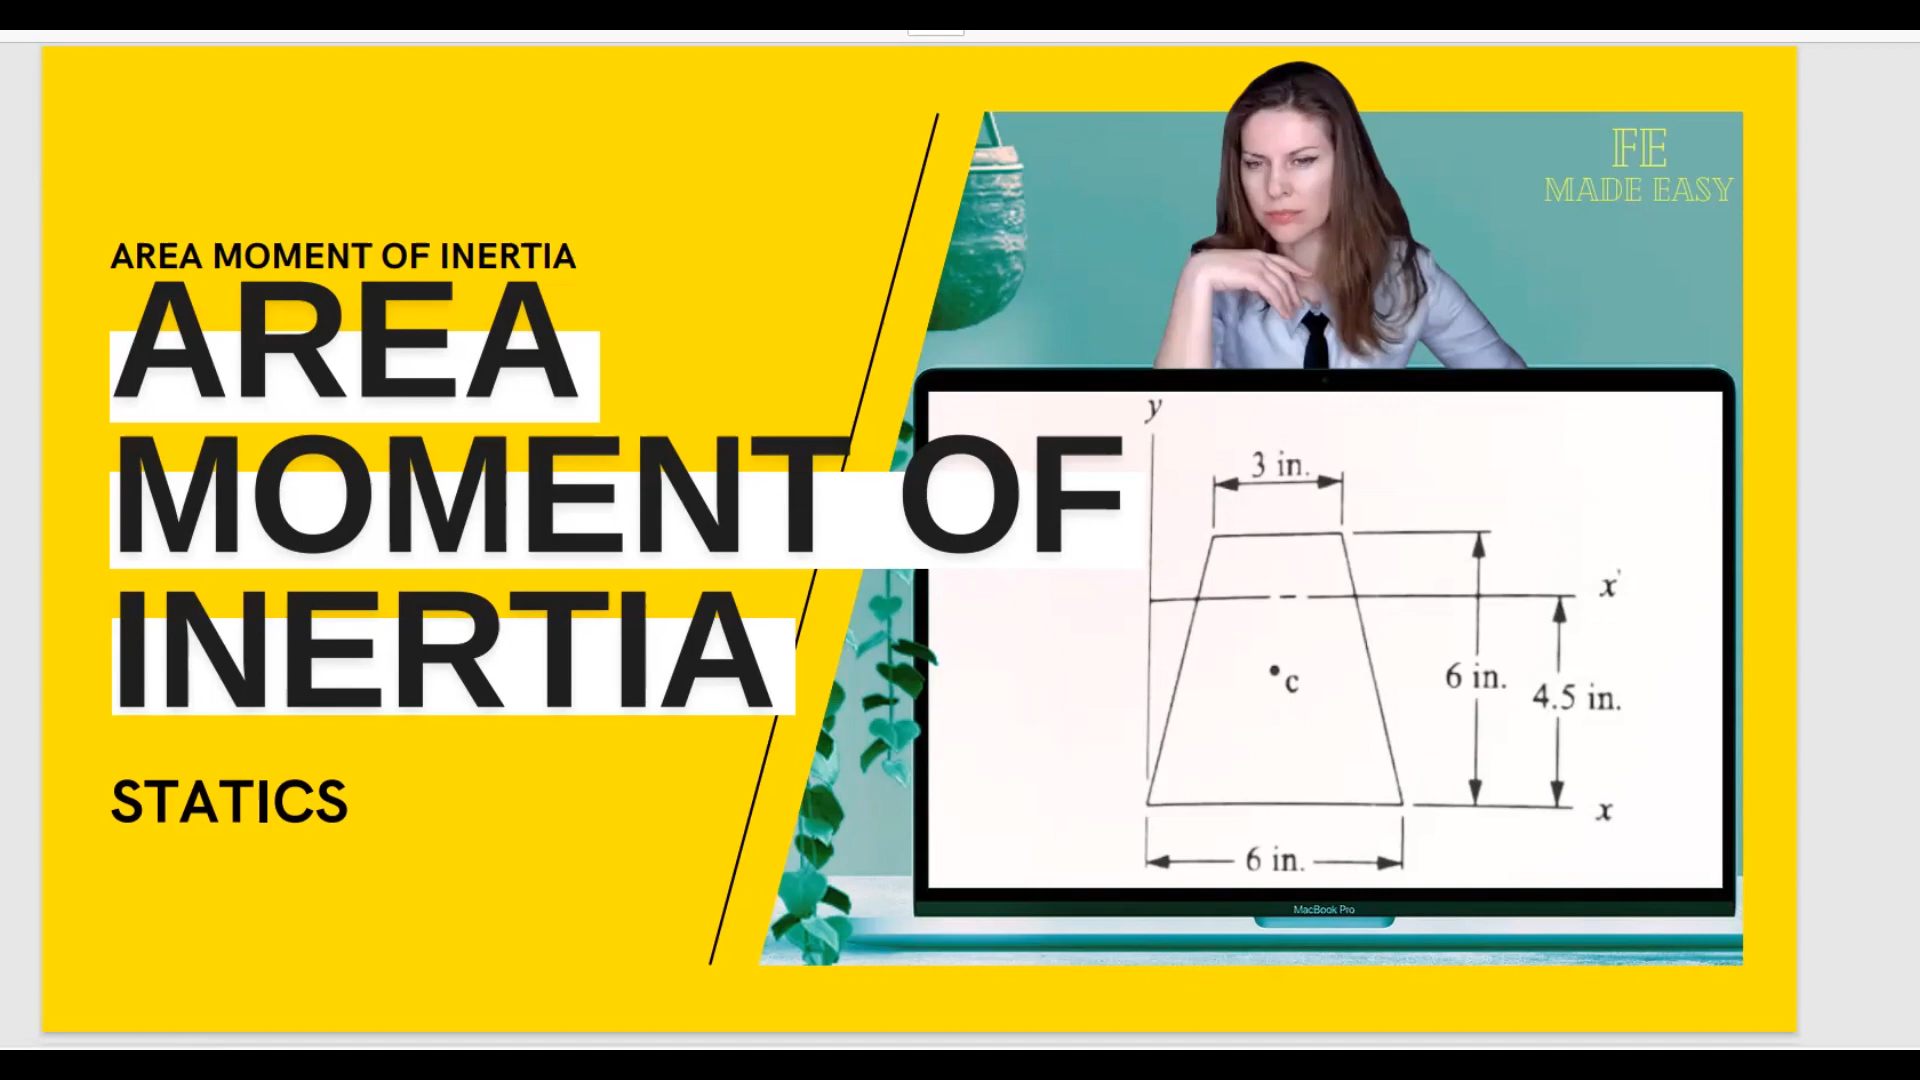 AREA MOMENT OF INERTIA
AREA
MOMENT OF
INERTIA
STATICS
FE
MADE EASY
y
3 in.
x'
c
6 in.
4.5 in.
x
6 in.
MacBook Pro